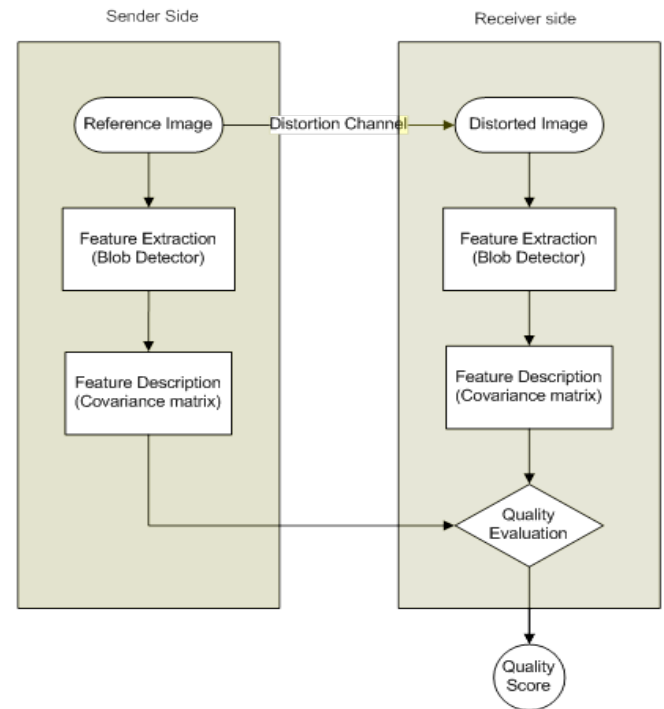 Sender Side
Receiver side
Reference Image
Distortion Channel
Distorted Image
Feature Extraction
(Blob Detector)
Feature Extraction
(Blob Detector)
Feature Description
(Covariance matrix)
Feature Description
(Covariance matrix)
Quality
Evaluation
Quality
Score